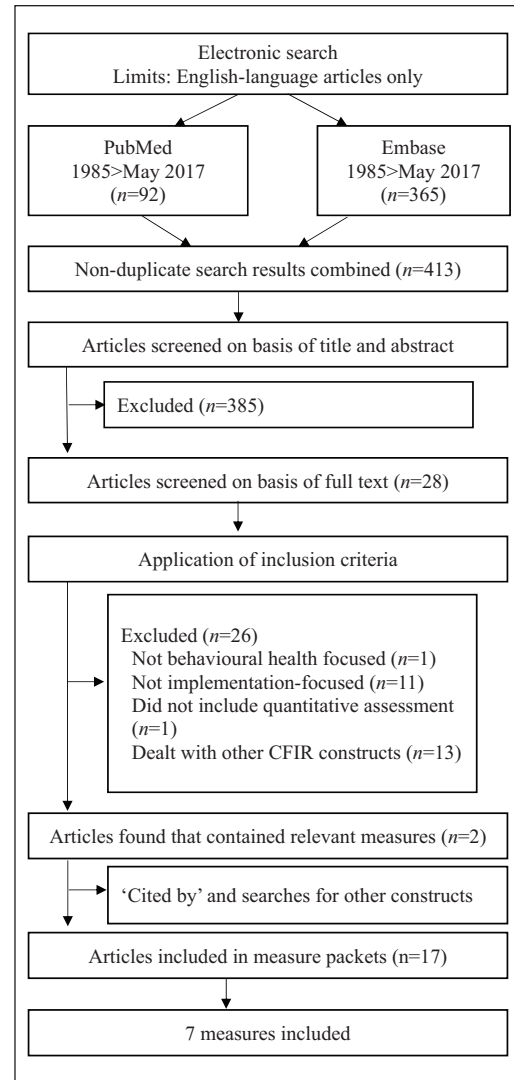 Electronic search
Limits: English-language articles only
PubMed
1985>May 2017
(n=92)
Embase
1985>May 2017
(n=365)
Non-duplicate search results combined (n=413)
Articles screened on basis of title and abstract
Excluded (n=385)
Articles screened on basis of full text (n=28)
Application of inclusion criteria
Excluded (n=26)
Not behavioural health focused (n=1)
Not implementation-focused (n=11)
Did not include quantitative assessment
(n=1)
Dealt with other CFIR constructs (n=13)
Articles found that contained relevant measures (n=2)
‘Cited by’ and searches for other constructs
Articles included in measure packets (n=17)
7 measures included